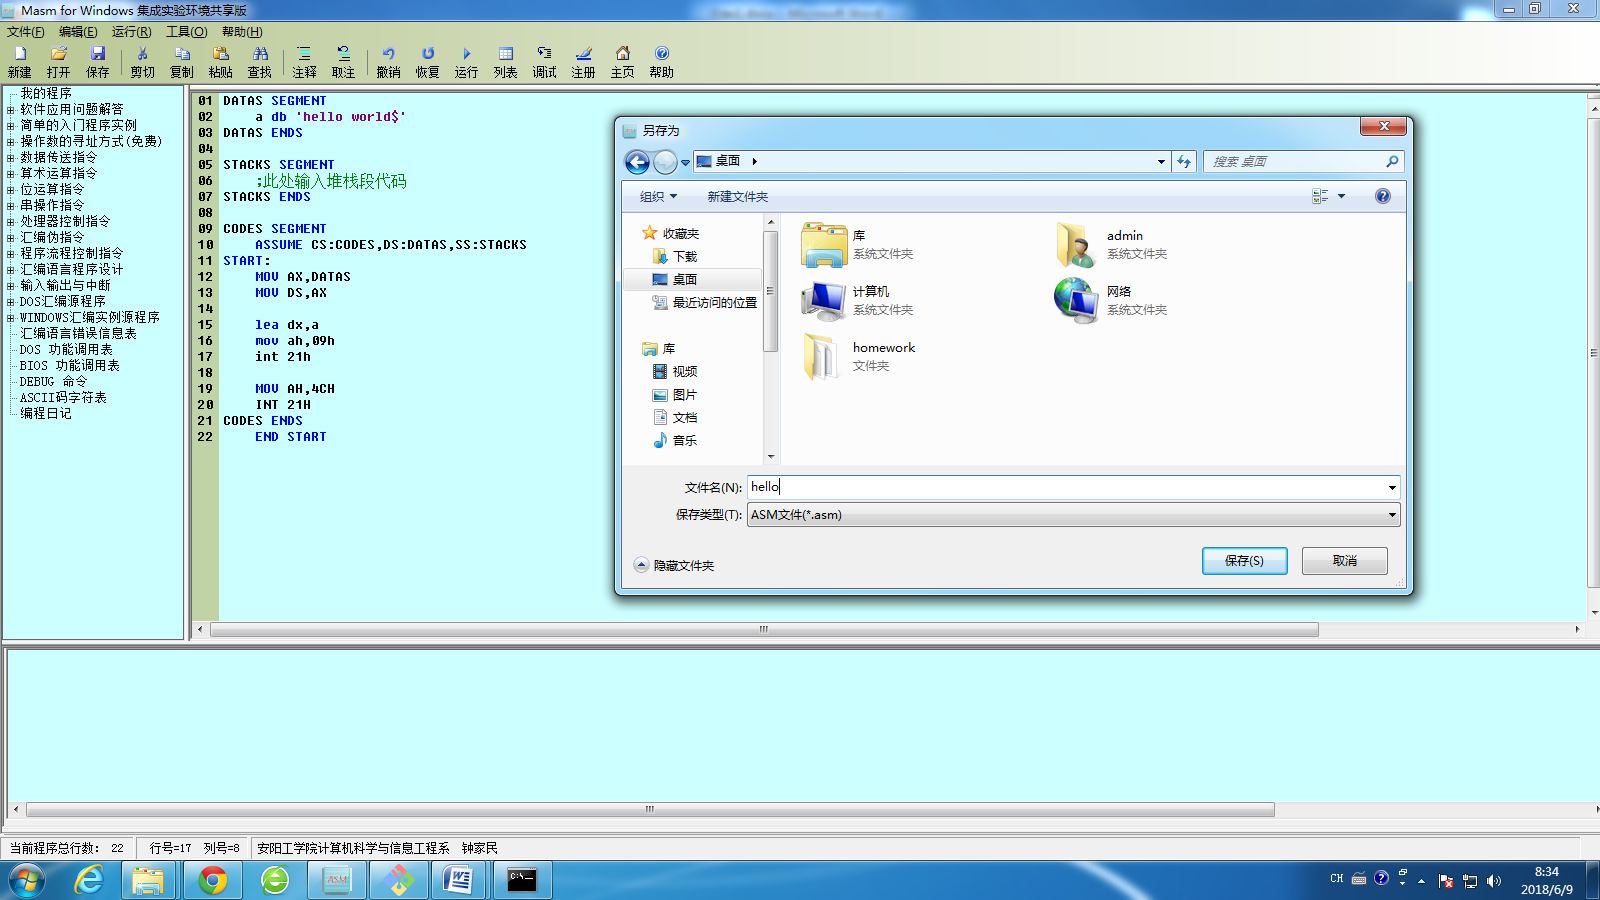 Masm for Windows 集成实验环境共享版
文件(F) 编辑(E) 运行(R) 工具(O) 帮助(H)
新建 打开 保存 剪切 复制 粘贴 查找 注释 取注 撤销 恢复 运行 列表 调试 注册 主页 帮助
我的程序
软件应用问题解答
简单的入门程序实例
操作数的寻址方式(免费)
数据传送指令
算术运算指令
位运算指令
串操作指令
处理器控制指令
汇编伪指令
程序流程控制指令
汇编语言程序设计
输入输出与中断
DOS汇编源程序
WINDOWS汇编实例源程序
汇编语言错误信息表
DOS 功能调用表
BIOS 功能调用表
DEBUG 命令
ASCII码字符表
编程日记
01 DATAS SEGMENT
02 a db 'hello world$'
03 DATAS ENDS
04
05 STACKS SEGMENT
06 ;此处输入堆栈段代码
07 STACKS ENDS
08
09 CODES SEGMENT
10 ASSUME CS:CODES,DS:DATAS,SS:STACKS
11 START:
12 MOV AX,DATAS
13 MOV DS,AX
14
15 lea dx,a
16 mov ah,09h
17 int 21h
18
19 MOV AH,4CH
20 INT 21H
21 CODES ENDS
22 END START
另存为
桌面
搜索 桌面
组织 新建文件夹
收藏夹
下载
桌面
最近访问的位置
库
视频
图片
文档
音乐
库
系统文件夹
admin
系统文件夹
计算机
系统文件夹
网络
系统文件夹
homework
文件夹
文件名(N): hello
保存类型(T): ASM文件(*.asm)
隐藏文件夹
保存(S) 取消
当前程序总行数: 22 行号=17 列号=8 安阳工学院计算机科学与信息工程系 钟家民
ASM
C:\_
CH
8:34
2018/6/9